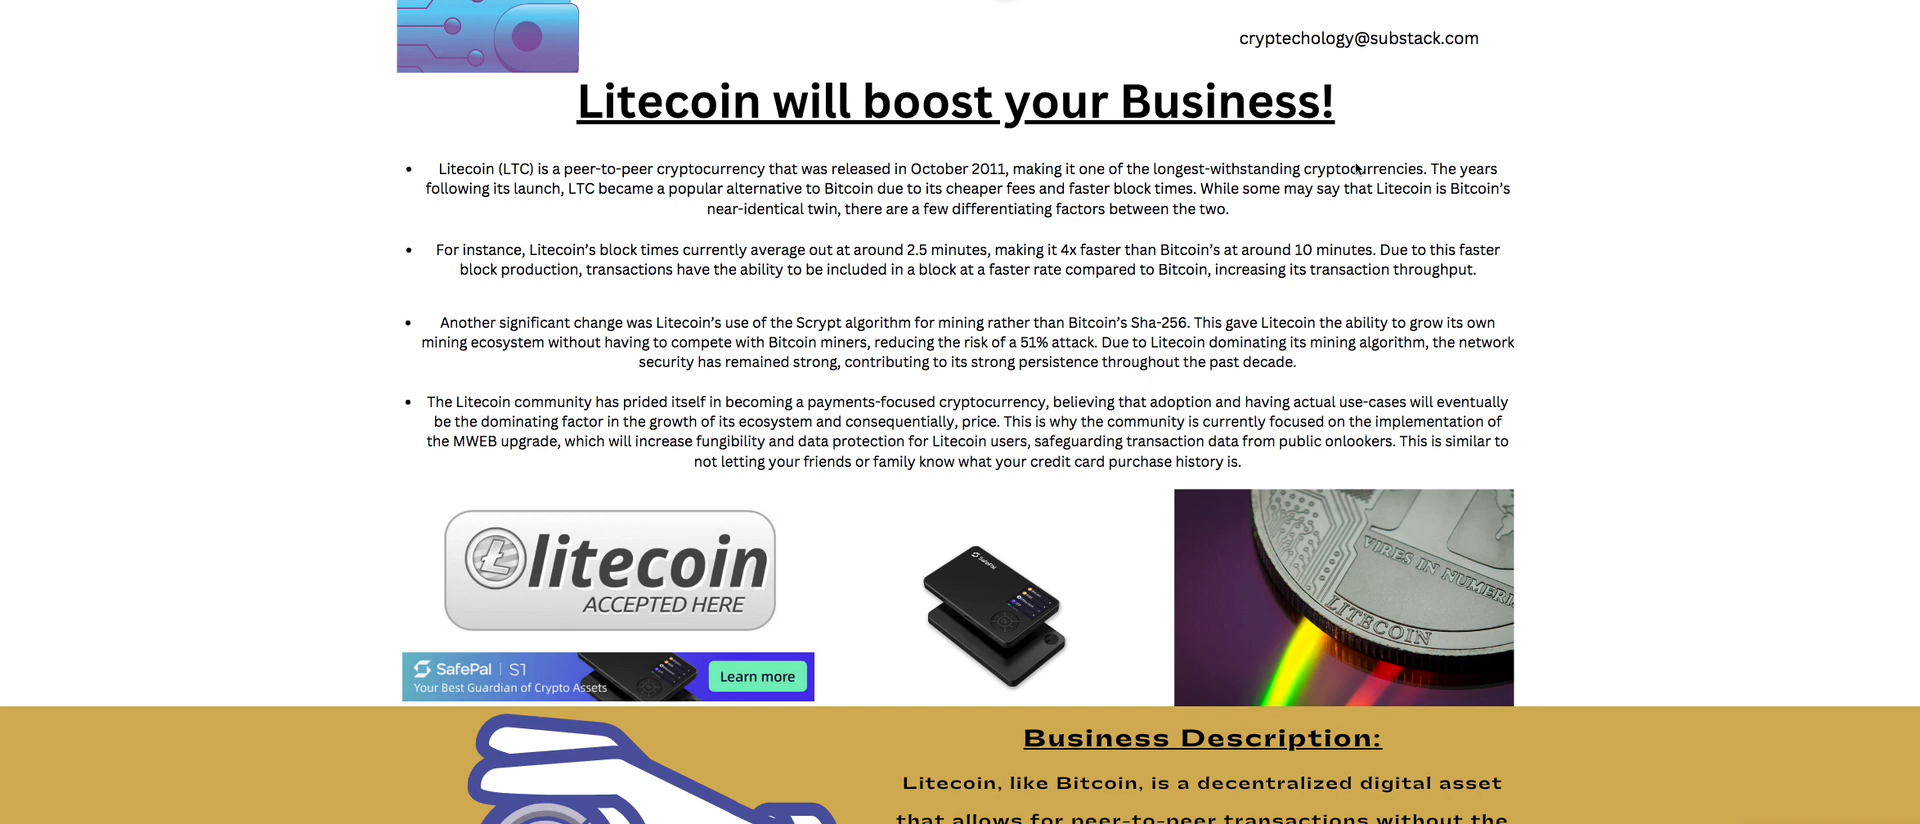 cryptechology@substack.com
Litecoin will boost your Business!
• Litecoin (LTC) is a peer-to-peer cryptocurrency that was released in October 2011, making it one of the longest-withstanding cryptocurrencies. The years
following its launch, LTC became a popular alternative to Bitcoin due to its cheaper fees and faster block times. While some may say that Litecoin is Bitcoin's
near-identical twin, there are a few differentiating factors between the two.
• For instance, Litecoin's block times currently average out at around 2.5 minutes, making it 4x faster than Bitcoin's at around 10 minutes. Due to this faster
block production, transactions have the ability to be included in a block at a faster rate compared to Bitcoin, increasing its transaction throughput.
• Another significant change was Litecoin's use of the Scrypt algorithm for mining rather than Bitcoin's Sha-256. This gave Litecoin the ability to grow its own
mining ecosystem without having to compete with Bitcoin miners, reducing the risk of a 51% attack. Due to Litecoin dominating its mining algorithm, the network
security has remained strong, contributing to its strong persistence throughout the past decade.
• The Litecoin community has prided itself in becoming a payments-focused cryptocurrency, believing that adoption and having actual use-cases will eventually
be the dominating factor in the growth of its ecosystem and consequentially, price. This is why the community is currently focused on the implementation of
the MWEB upgrade, which will increase fungibility and data protection for Litecoin users, safeguarding transaction data from public onlookers. This is similar to
not letting your friends or family know what your credit card purchase history is.
litecoin
ACCEPTED HERE
SafePal
VIRES IN NUMERI
LITECOIN
SafePal | S1
Your Best Guardian of Crypto Assets
Learn more
Business Description:
Litecoin, like Bitcoin, is a decentralized digital asset
that allows for peer-to-peer transactions without the